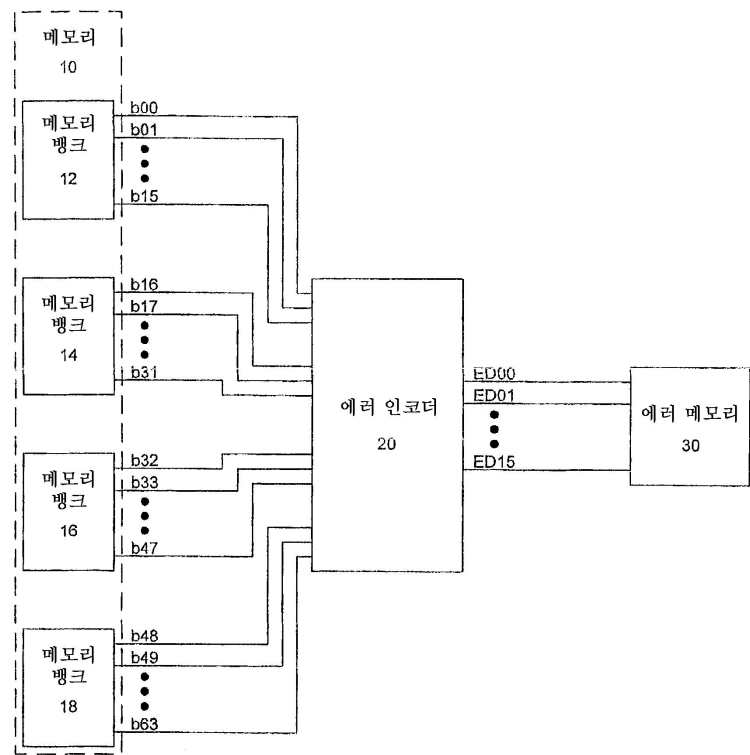 메모리
10
메모리
뱅크
12
b00
b01
b15
메모리
뱅크
14
b16
b17
b31
메모리
뱅크
16
b32
b33
b47
메모리
뱅크
18
b48
b49
b63
에러 인코더
20
ED00
ED01
ED15
에러 메모리
30